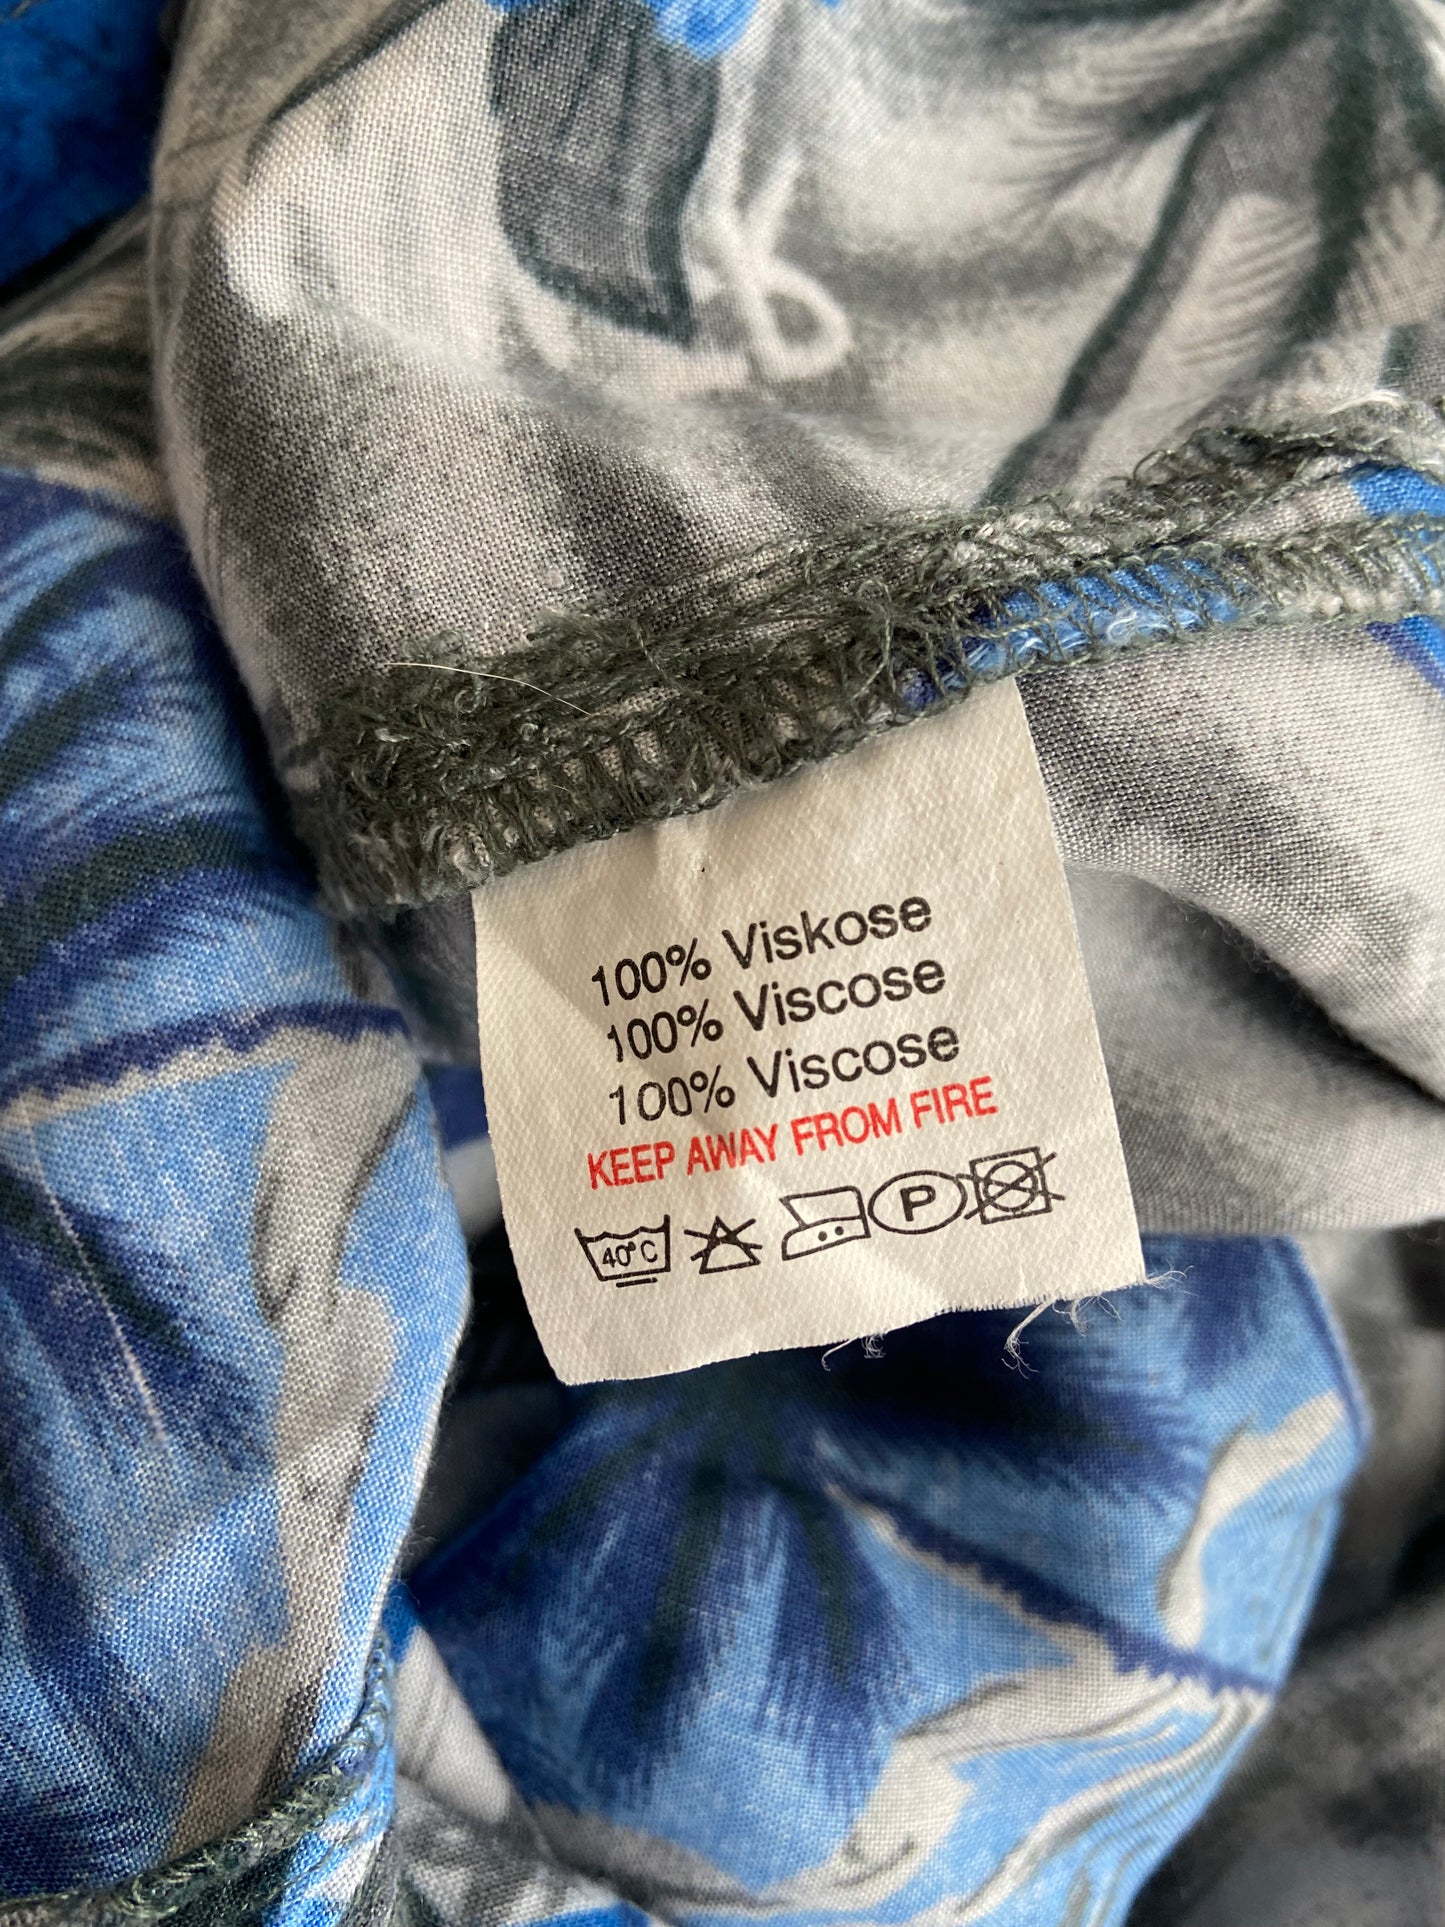 100% Viskose
100% Viscose
100% Viscose
KEEP AWAY FROM FIRE
40°C P